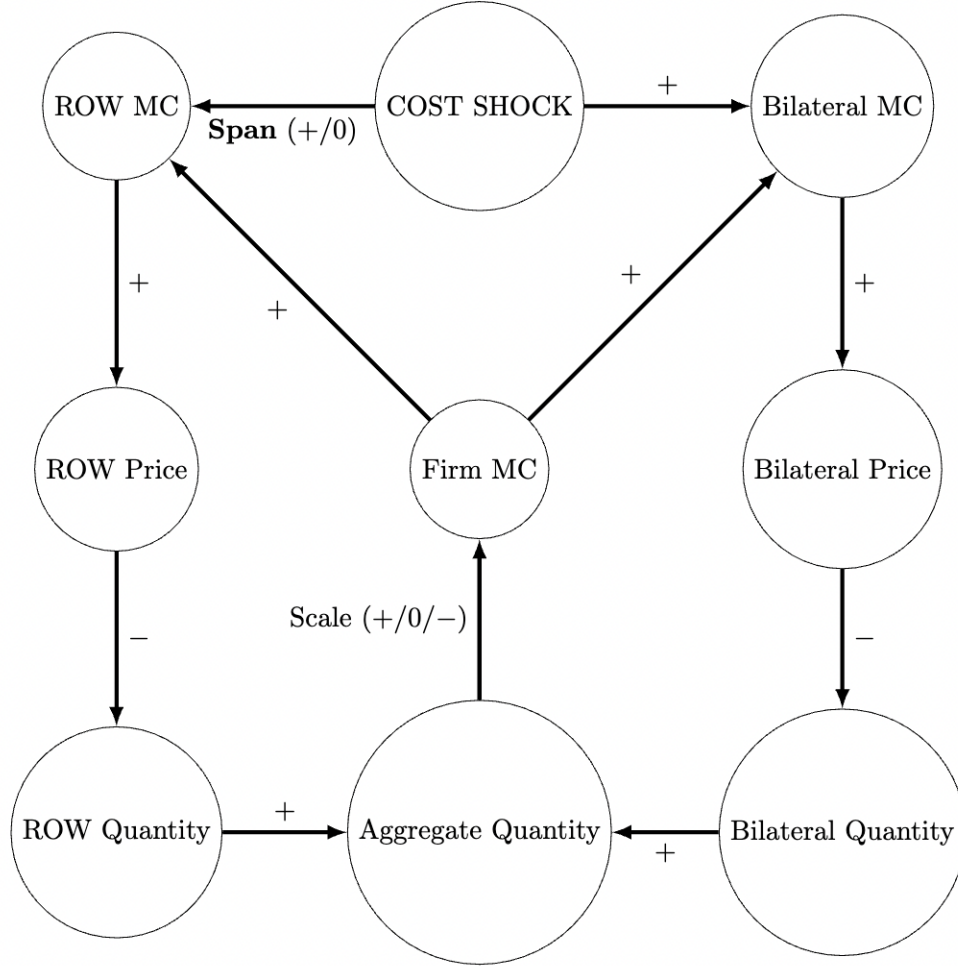 ROW MC
COST SHOCK
+
Bilateral MC
Span (+/0)
+
+
+
+
ROW Price
Firm MC
Bilateral Price
−
Scale (+/0/−)
−
ROW Quantity
+
Aggregate Quantity
+
Bilateral Quantity